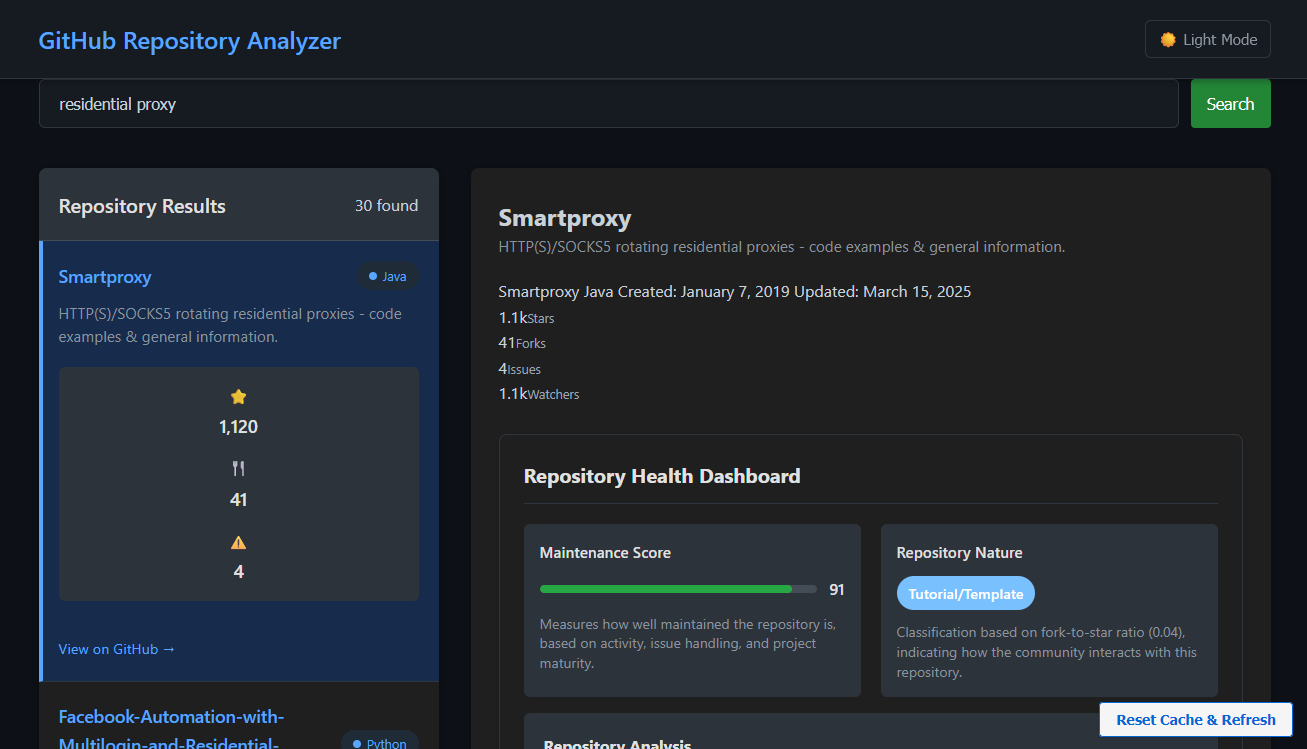 GitHub Repository Analyzer
Light Mode
residential proxy
Search
Repository Results
30 found
Smartproxy
Java
HTTP(S)/SOCKS5 rotating residential proxies - code
examples & general information.
1,120
41
4
View on GitHub →
Facebook-Automation-with-
Multilogin-and-Residential-
Python
Smartproxy
HTTP(S)/SOCKS5 rotating residential proxies - code examples & general information.
Smartproxy Java Created: January 7, 2019 Updated: March 15, 2025
1.1kStars
41Forks
4Issues
1.1kWatchers
Repository Health Dashboard
Maintenance Score
91
Measures how well maintained the repository is,
based on activity, issue handling, and project
maturity.
Repository Nature
Tutorial/Template
Classification based on fork-to-star ratio (0.04),
indicating how the community interacts with this
repository.
Repository Analysis
Reset Cache & Refresh